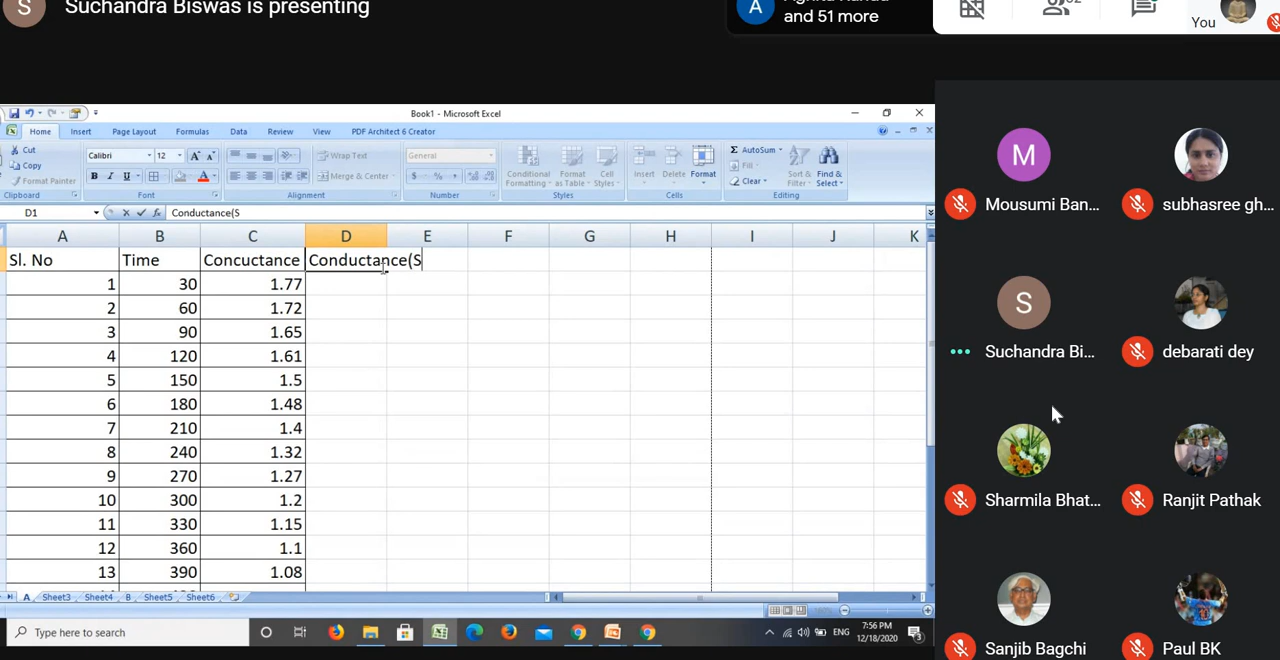 S Suchandra Biswas is presenting
A
and 51 more
You
Book1 - Microsoft Excel
Home Insert Page Layout Formulas Data Review View PDF Architect 6 Creator
Cut
Copy
Format Painter
Clipboard
Calibri 12 A A
B I U A
Font
Wrap Text
Merge & Center
Alignment
General
$ % ,
Number
Conditional Formatting
Format as Table
Cell Styles
Styles
Insert Delete Format
Cells
Σ AutoSum
Fill
Clear
Sort & Filter
Find & Select
Editing
D1 fx Conductance(S
A B C D E F G H I J K
Sl. No Time Concuctance Conductance(S
1 30 1.77
2 60 1.72
3 90 1.65
4 120 1.61
5 150 1.5
6 180 1.48
7 210 1.4
8 240 1.32
9 270 1.27
10 300 1.2
11 330 1.15
12 360 1.1
13 390 1.08
A Sheet3 Sheet4 B Sheet5 Sheet6
Type here to search
ENG
7:56 PM
12/18/2020
3
M
Mousumi Ban...
subhasree gh...
S
Suchandra Bi...
debarati dey
Sharmila Bhat...
Ranjit Pathak
Sanjib Bagchi
Paul BK